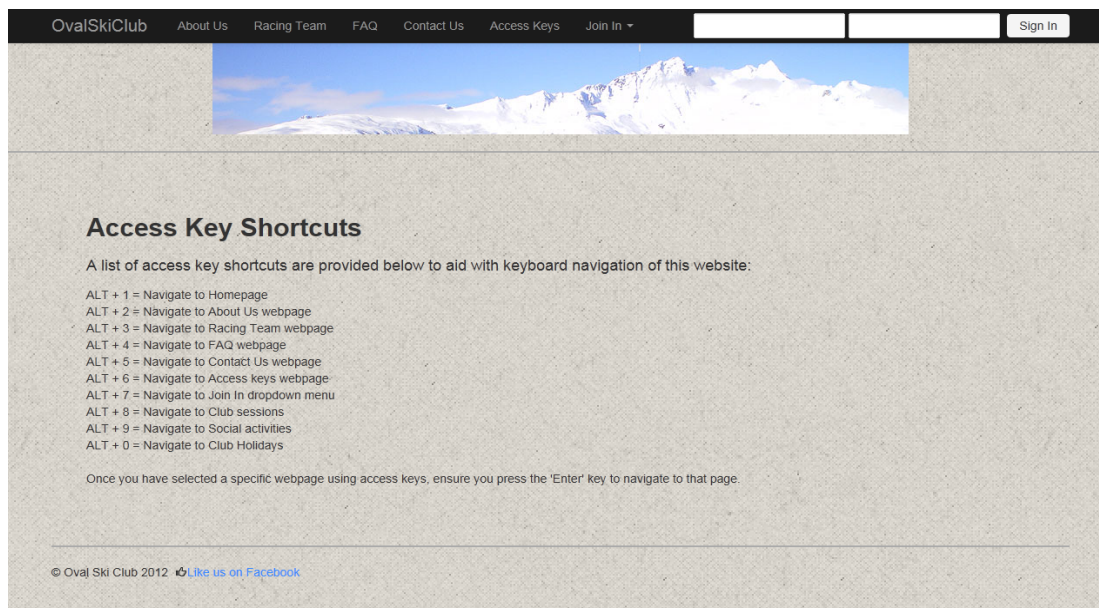 OvalSkiClub About Us Racing Team FAQ Contact Us Access Keys Join In Sign In
Access Key Shortcuts
A list of access key shortcuts are provided below to aid with keyboard navigation of this website:
ALT + 1 = Navigate to Homepage
ALT + 2 = Navigate to About Us webpage
ALT + 3 = Navigate to Racing Team webpage
ALT + 4 = Navigate to FAQ webpage
ALT + 5 = Navigate to Contact Us webpage
ALT + 6 = Navigate to Access keys webpage
ALT + 7 = Navigate to Join In dropdown menu
ALT + 8 = Navigate to Club sessions
ALT + 9 = Navigate to Social activities
ALT + 0 = Navigate to Club Holidays
Once you have selected a specific webpage using access keys, ensure you press the 'Enter' key to navigate to that page.
© Oval Ski Club 2012 Like us on Facebook